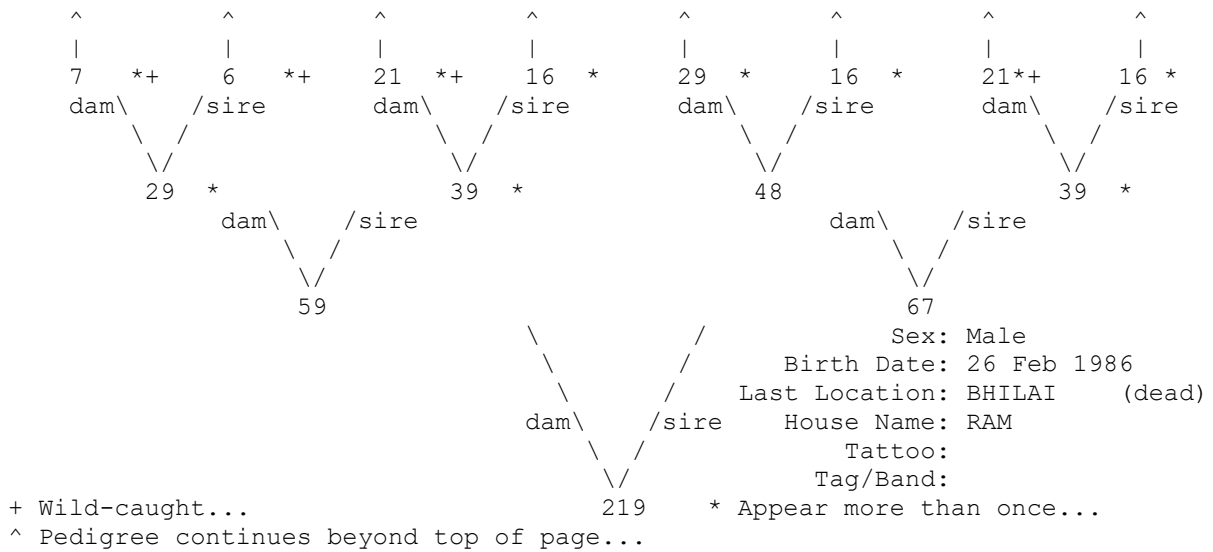 ^ ^ ^ ^ ^ ^ ^ ^
| | | | | | | |
7 *+ 6 *+ 21 *+ 16 * 29 * 16 * 21*+ 16 *
dam\ /sire dam\ /sire dam\ /sire dam\ /sire
\ / \ / \ / \ /
\/ \/ \/ \/
29 * 39 * 48 39 *
dam\ /sire dam\ /sire
\ / \ /
\/ \/
59 67
\ / Sex: Male
\ / Birth Date: 26 Feb 1986
\ / Last Location: BHILAI (dead)
dam\ /sire House Name: RAM
\ / Tattoo:
\/ Tag/Band:
+ Wild-caught... 219 * Appear more than once...
^ Pedigree continues beyond top of page...